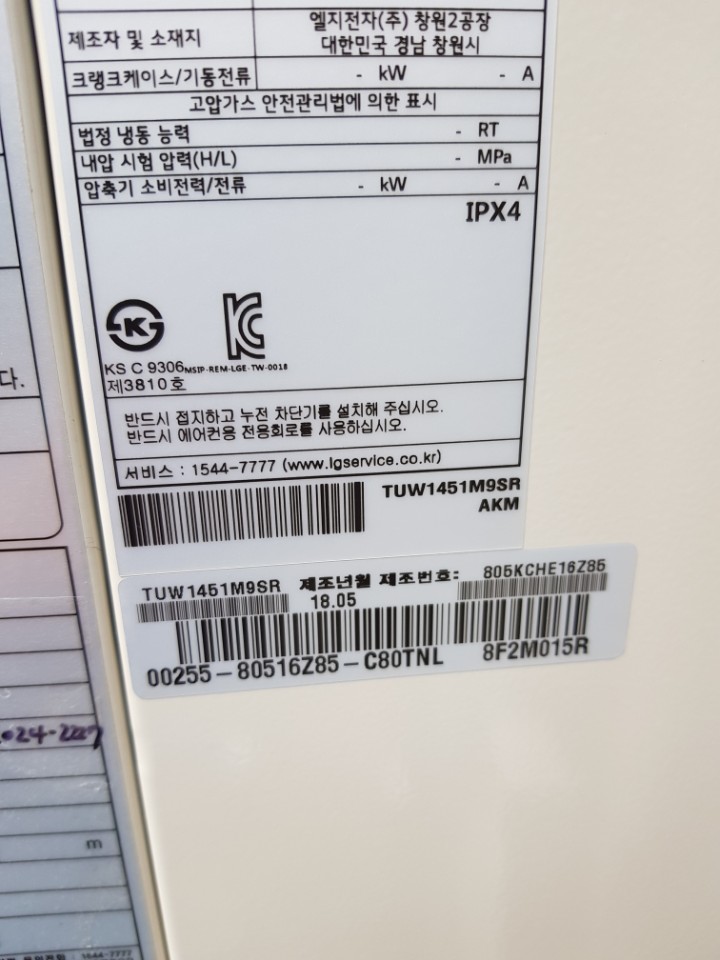 제조자 및 소재지
엘지전자(주) 창원2공장
대한민국 경남 창원시
크랭크케이스/기동전류 - kW - A
고압가스 안전관리법에 의한 표시
법정 냉동 능력 - RT
내압 시험 압력(H/L) - MPa
압축기 소비전력/전류 - kW - A
IPX4
KS C 9306
MSIP-REM-LGE-TW-0018
제3810호
다.
반드시 접지하고 누전 차단기를 설치해 주십시오.
반드시 에어컨용 전용회로를 사용하십시오.
서비스 : 1544-7777 (www.lgservice.co.kr)
TUW1451M9SR
AKM
TUW1451M9SR 제조년월 제조번호: 805KCHE16Z85
18.05
00255-80516Z85-C80TNL 8F2M015R
m
1644-7777